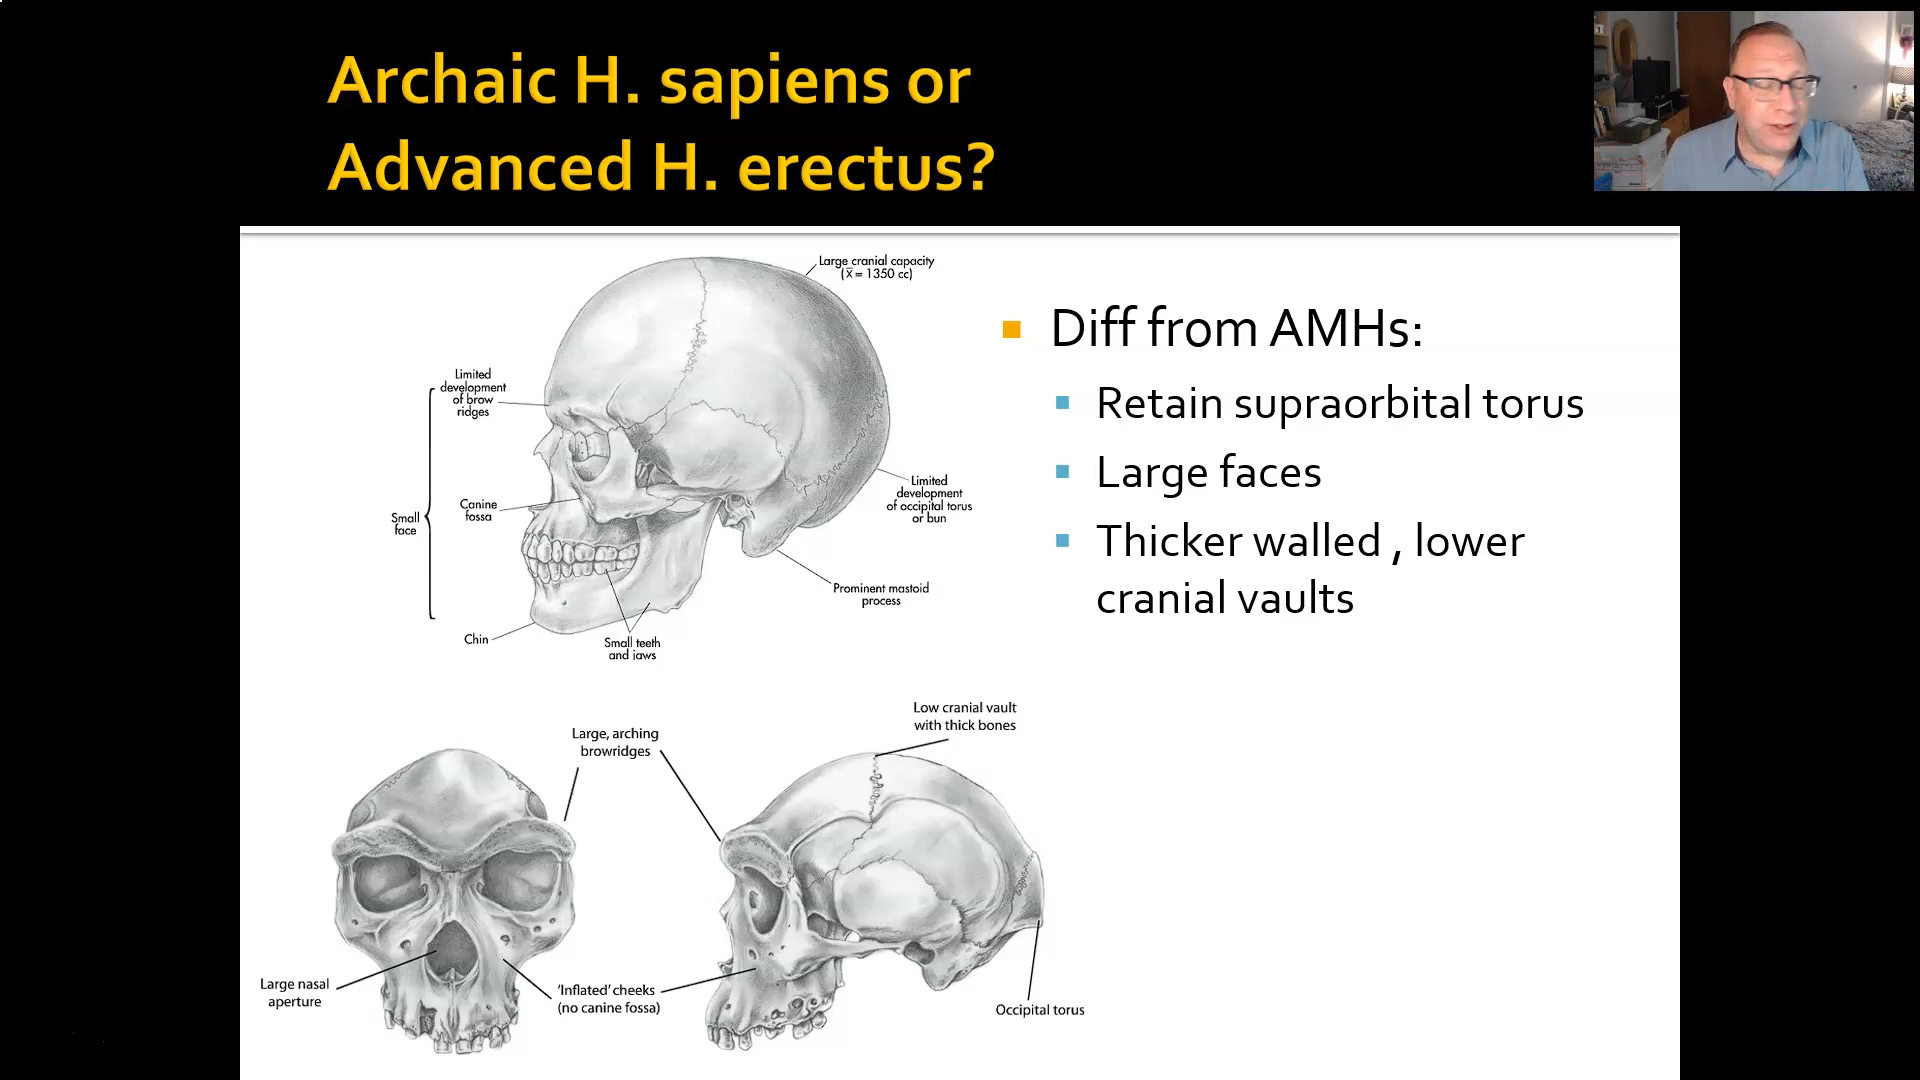 Archaic H. sapiens or
Advanced H. erectus?
Large cranial capacity
(x̄ = 1350 cc)
Limited
development
of brow
ridges
Canine
fossa
Small
face
Limited
development
of occipital torus
or bun
Prominent mastoid
process
Chin
Small teeth
and jaws
Diff from AMHs:
Retain supraorbital torus
Large faces
Thicker walled , lower
cranial vaults
Low cranial vault
with thick bones
Large, arching
browridges
Large nasal
aperture
'Inflated' cheeks
(no canine fossa)
Occipital torus